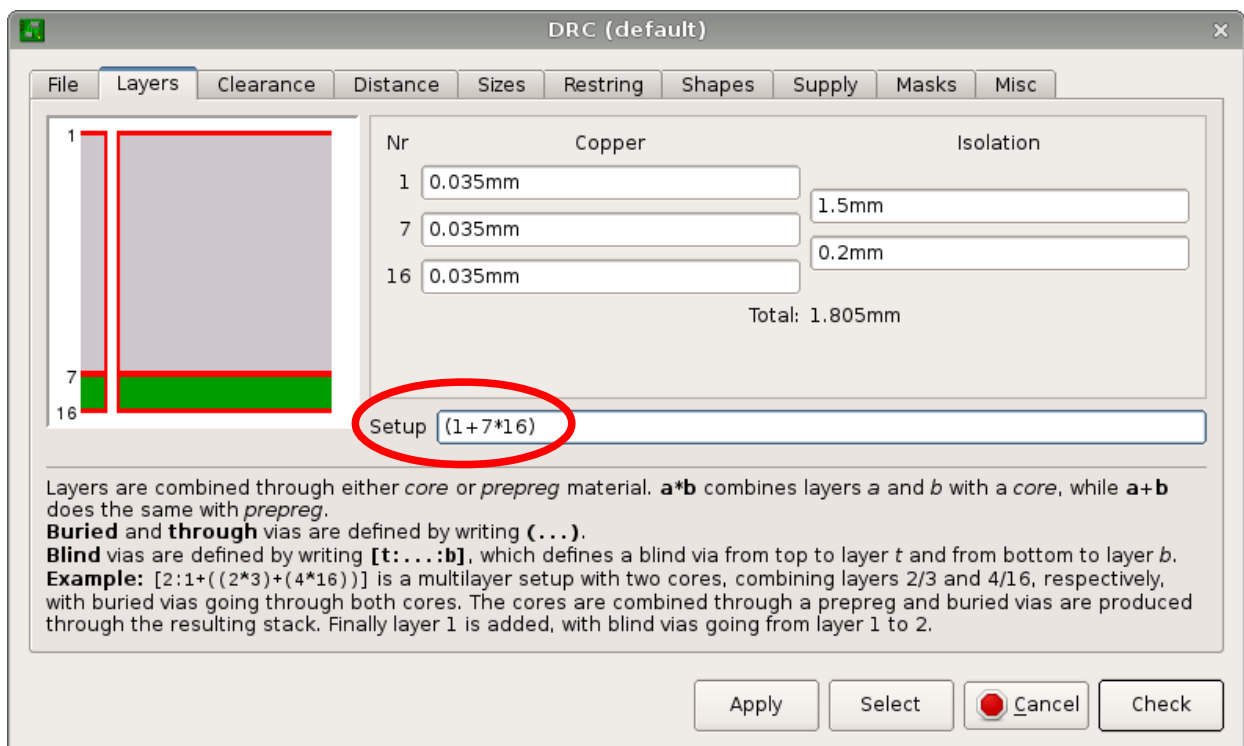 DRC (default)
File Layers Clearance Distance Sizes Restring Shapes Supply Masks Misc
1
7
16
Nr Copper Isolation
1 0.035mm
1.5mm
7 0.035mm
0.2mm
16 0.035mm
Total: 1.805mm
Setup (1+7*16)
Layers are combined through either core or prepreg material. a*b combines layers a and b with a core, while a+b
does the same with prepreg.
Buried and through vias are defined by writing (...).
Blind vias are defined by writing [t:...:b], which defines a blind via from top to layer t and from bottom to layer b.
Example: [2:1+((2*3)+(4*16))] is a multilayer setup with two cores, combining layers 2/3 and 4/16, respectively,
with buried vias going through both cores. The cores are combined through a prepreg and buried vias are produced
through the resulting stack. Finally layer 1 is added, with blind vias going from layer 1 to 2.
Apply Select Cancel Check